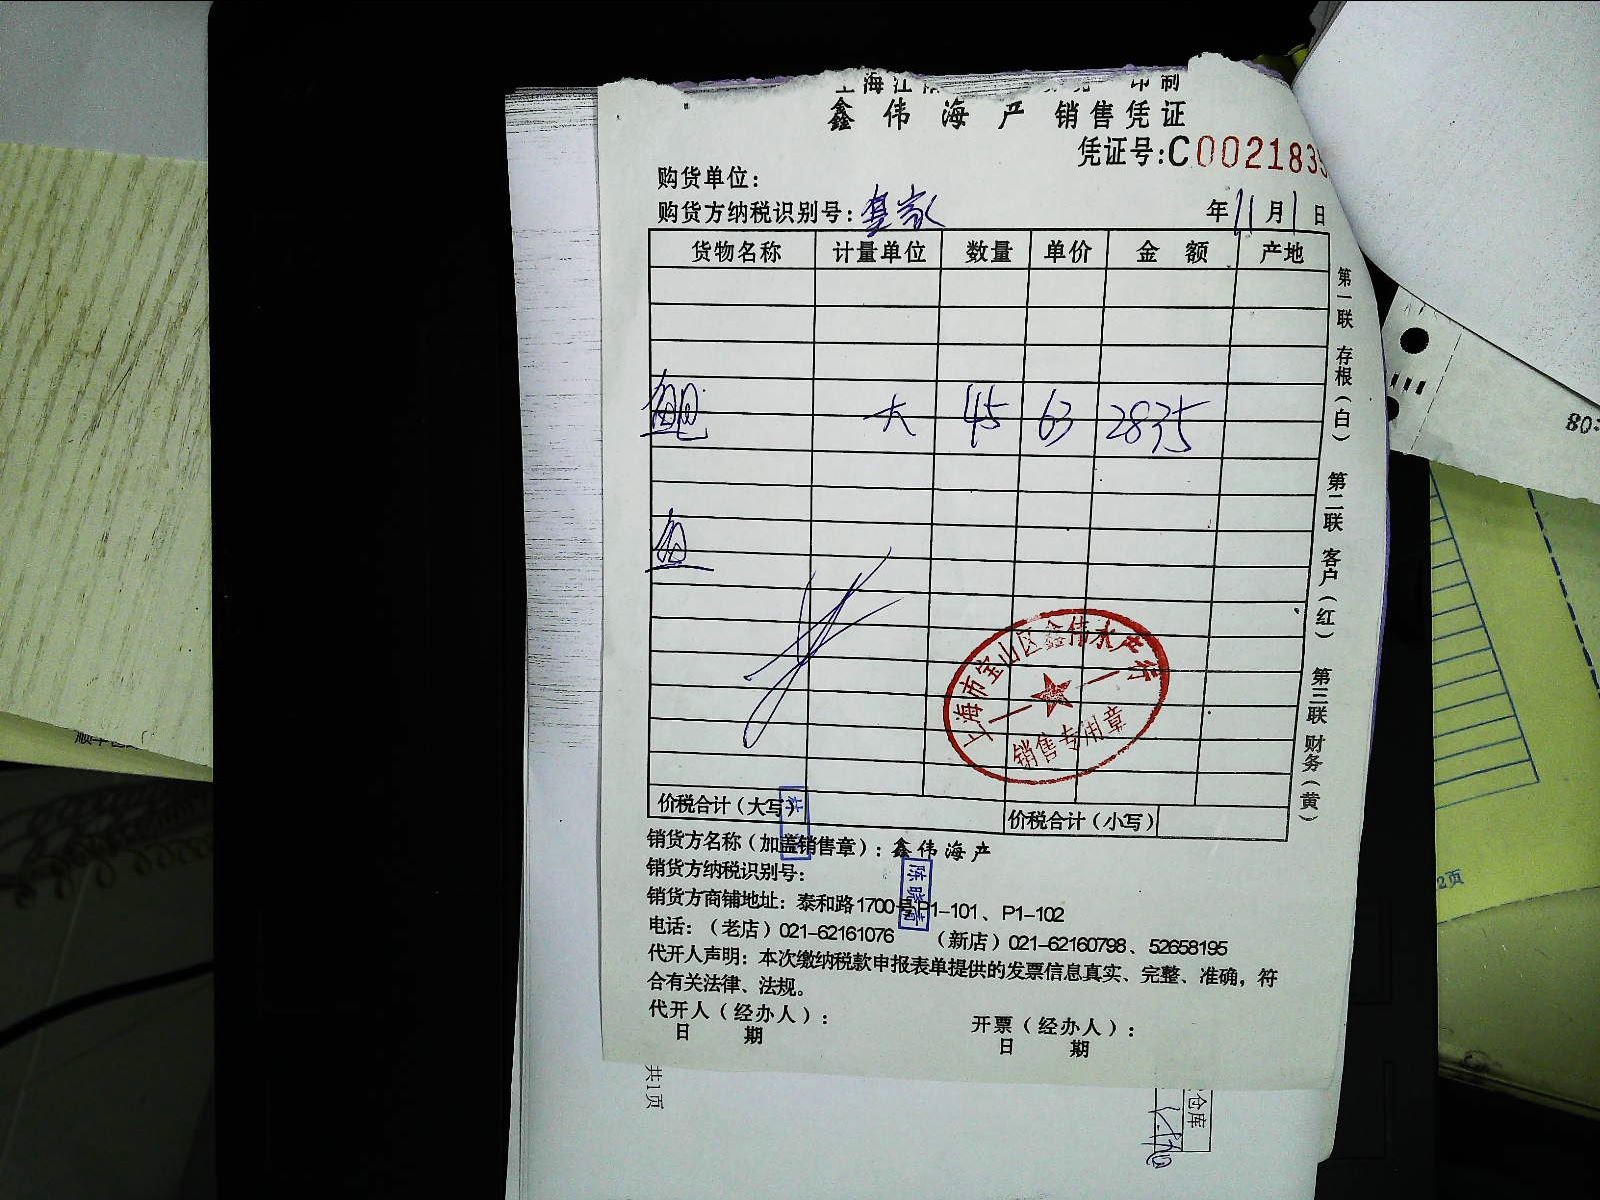 鑫伟海产 销售凭证
凭证号:C0021835
购货单位:
购货方纳税识别号:
年11月1日
货物名称 计量单位 数量 单价 金额 产地
大 45 63 2835
第一联 存根(白) 第二联 客户(红) 第三联 财务(黄)
上海市宝山区鑫伟水产行
销售专用章
价税合计(大写) 价税合计(小写)
销货方名称(加盖销售章):鑫伟海产
销货方纳税识别号:
销货方商铺地址:泰和路1700号P1-101、P1-102
电话:(老店)021-62161076 (新店)021-62160798、52658195
代开人声明:本次缴纳税款申报表单提供的发票信息真实、完整、准确,符
合有关法律、法规。
代开人(经办人): 开票(经办人):
日 期 日 期
共1页
仓库
2页